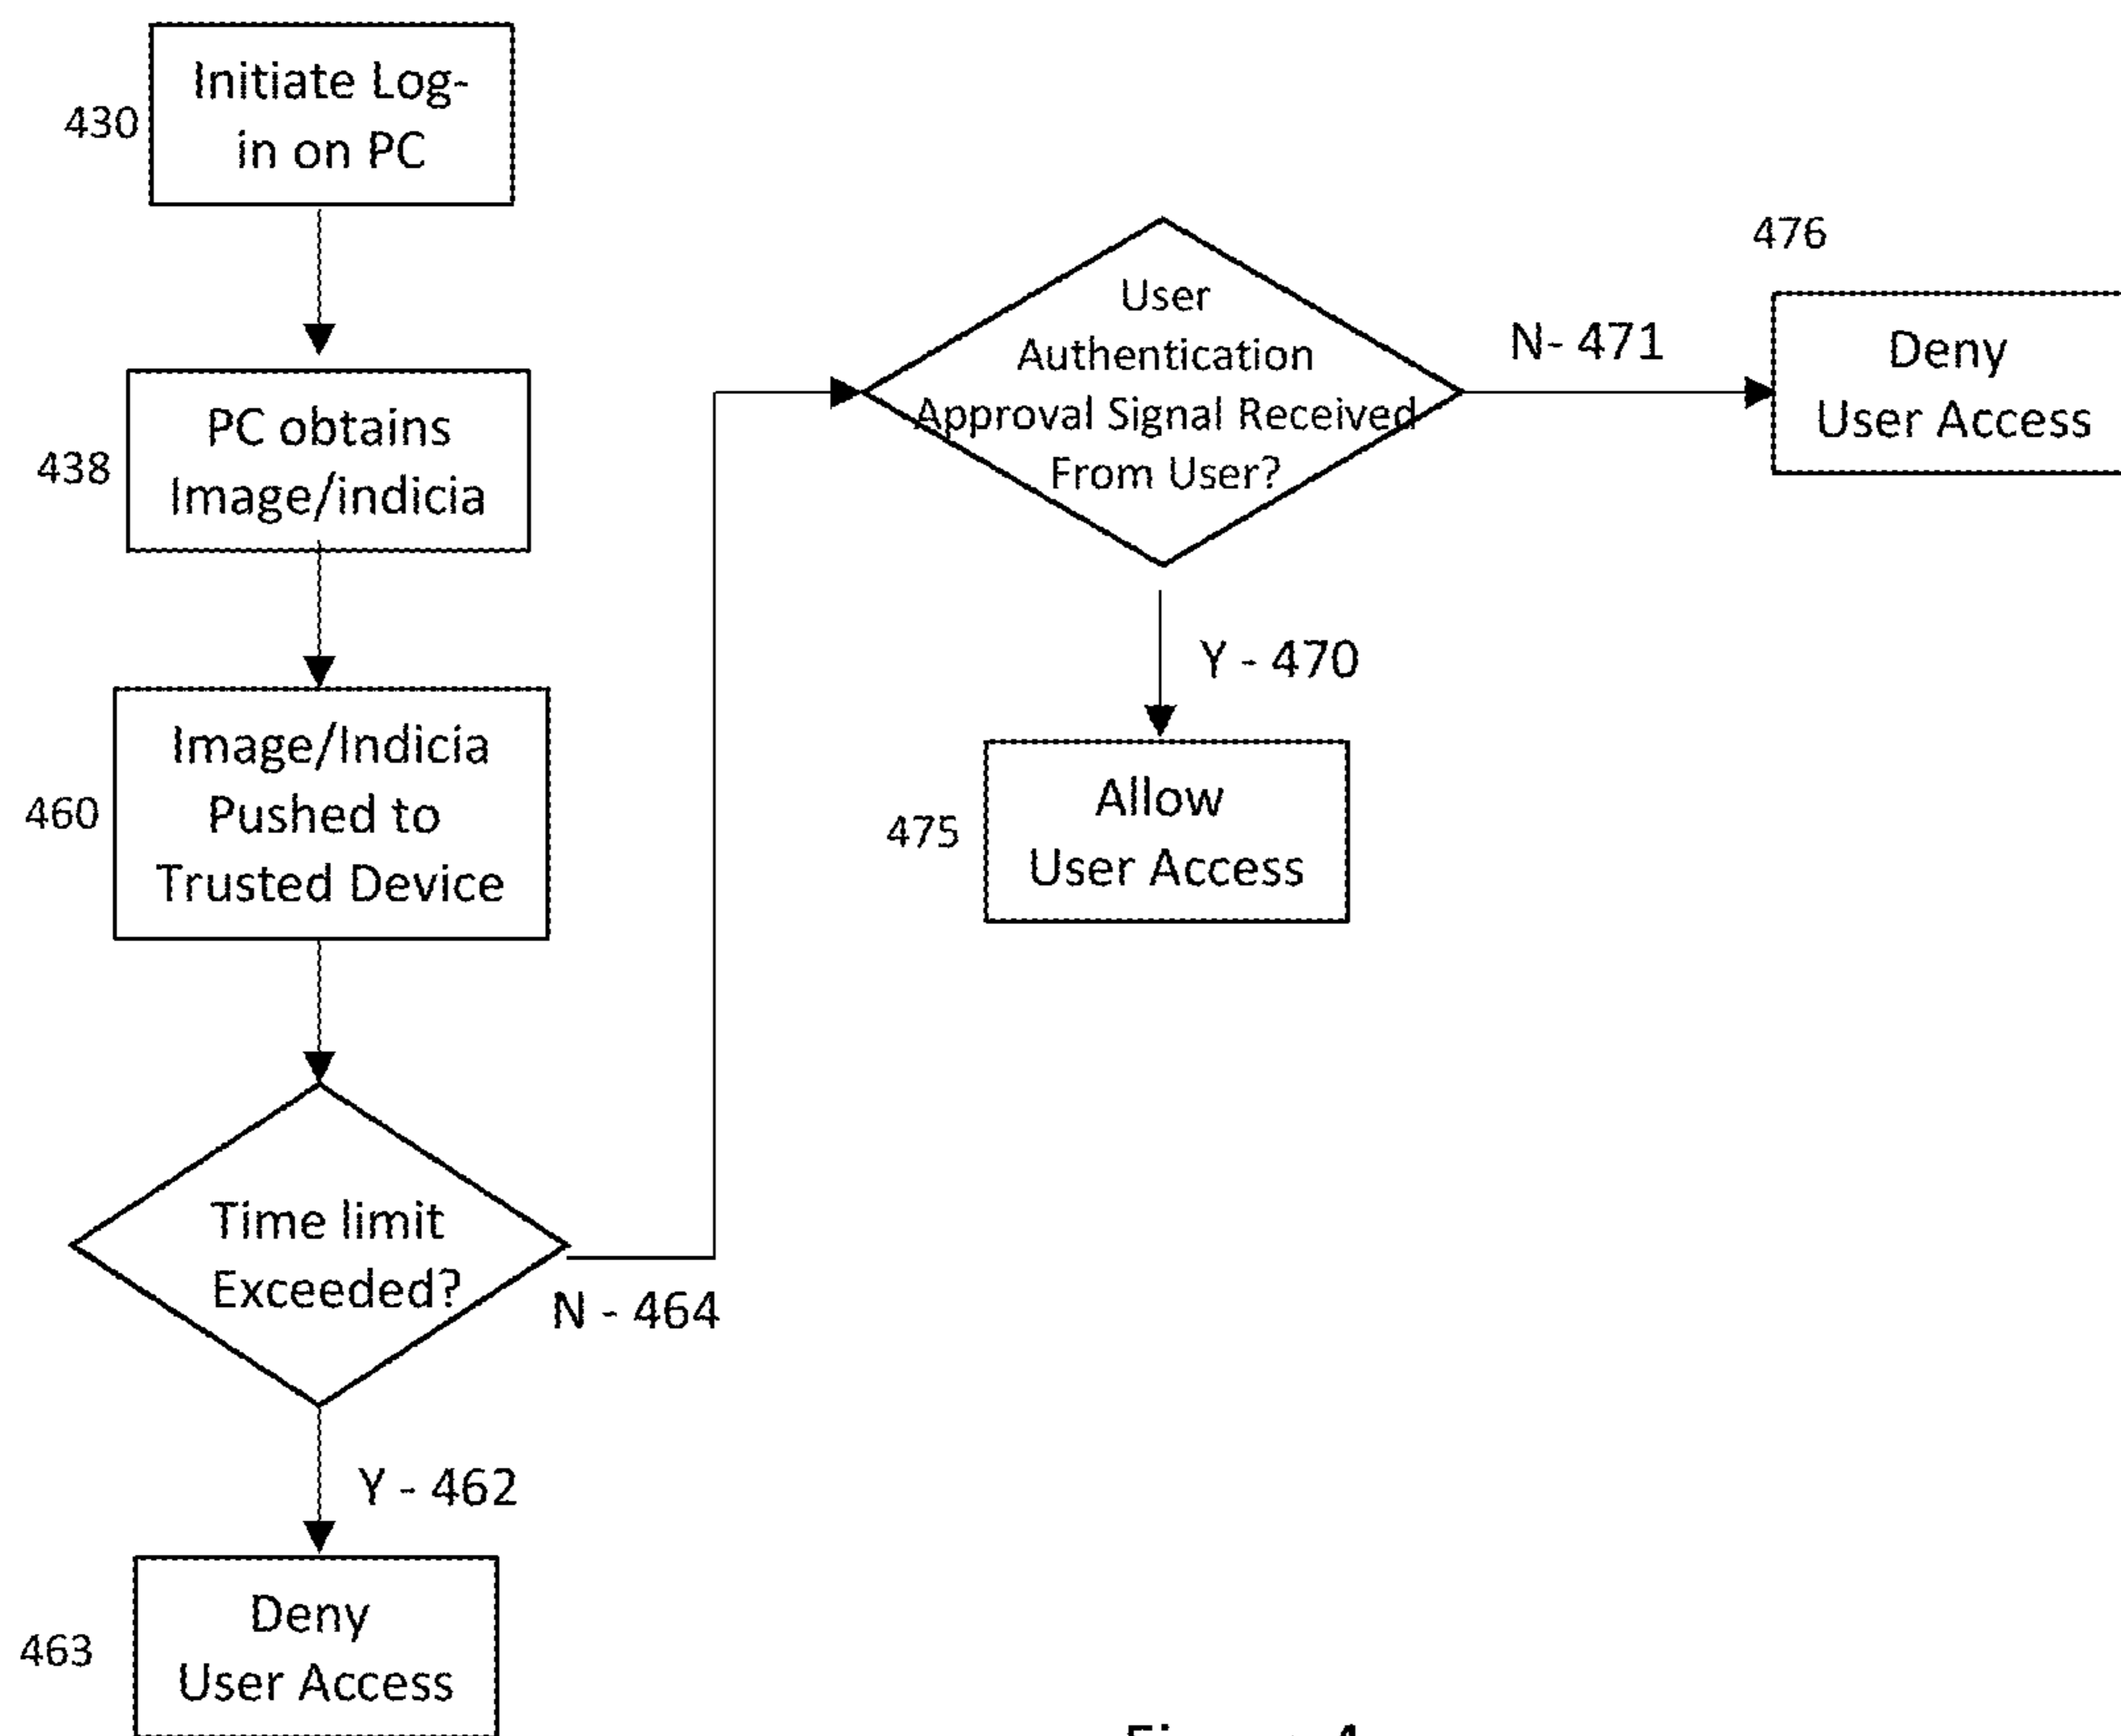 430
Initiate Log-
in on PC
438
PC obtains
Image/indicia
460
Image/Indicia
Pushed to
Trusted Device
Time limit
Exceeded?
N - 464
Y - 462
463
Deny
User Access
User
Authentication
Approval Signal Received
From User?
N- 471
476
Deny
User Access
Y - 470
475
Allow
User Access